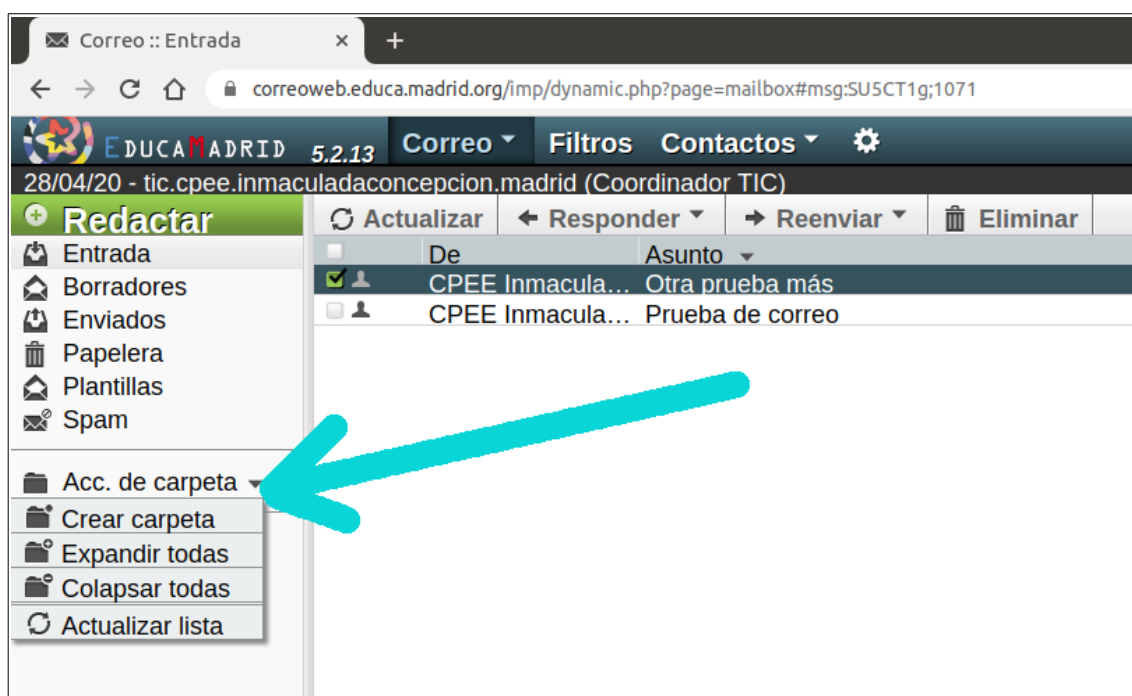 Correo :: Entrada × +
correoweb.educa.madrid.org/imp/dynamic.php?page=mailbox#msg:SU5CT1g;1071
EDUCAMADRID 5.2.13 Correo Filtros Contactos
28/04/20 - tic.cpee.inmaculadaconcepcion.madrid (Coordinador TIC)
Redactar Actualizar Responder Reenviar Eliminar
Entrada De Asunto
Borradores CPEE Inmacula... Otra prueba más
Enviados CPEE Inmacula... Prueba de correo
Papelera
Plantillas
Spam
Acc. de carpeta
Crear carpeta
Expandir todas
Colapsar todas
Actualizar lista